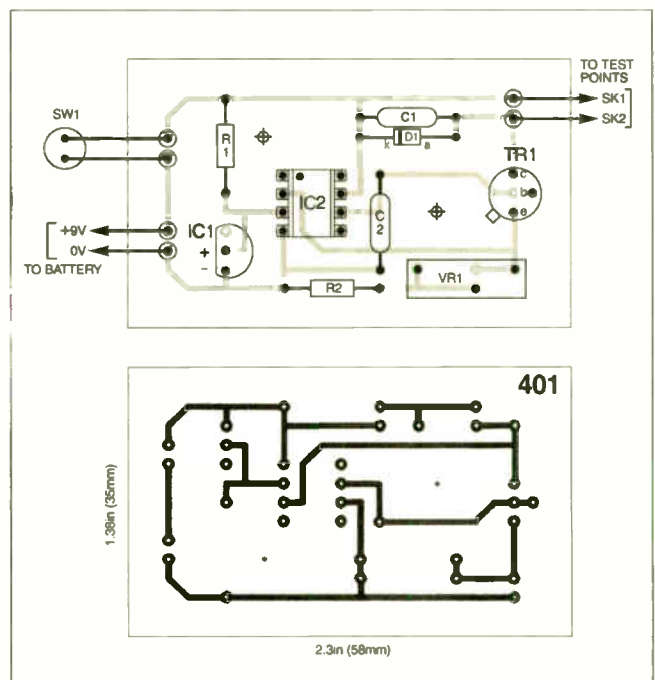 TO TEST
POINTS
SK1
SK2
SW1
R
1
C1
D1
k
a
TR1
c
b
e
IC2
C
2
IC1
+
−
+9V
0V
TO BATTERY
R2
VR1
401
1.38in (35mm)
2.3in (58mm)